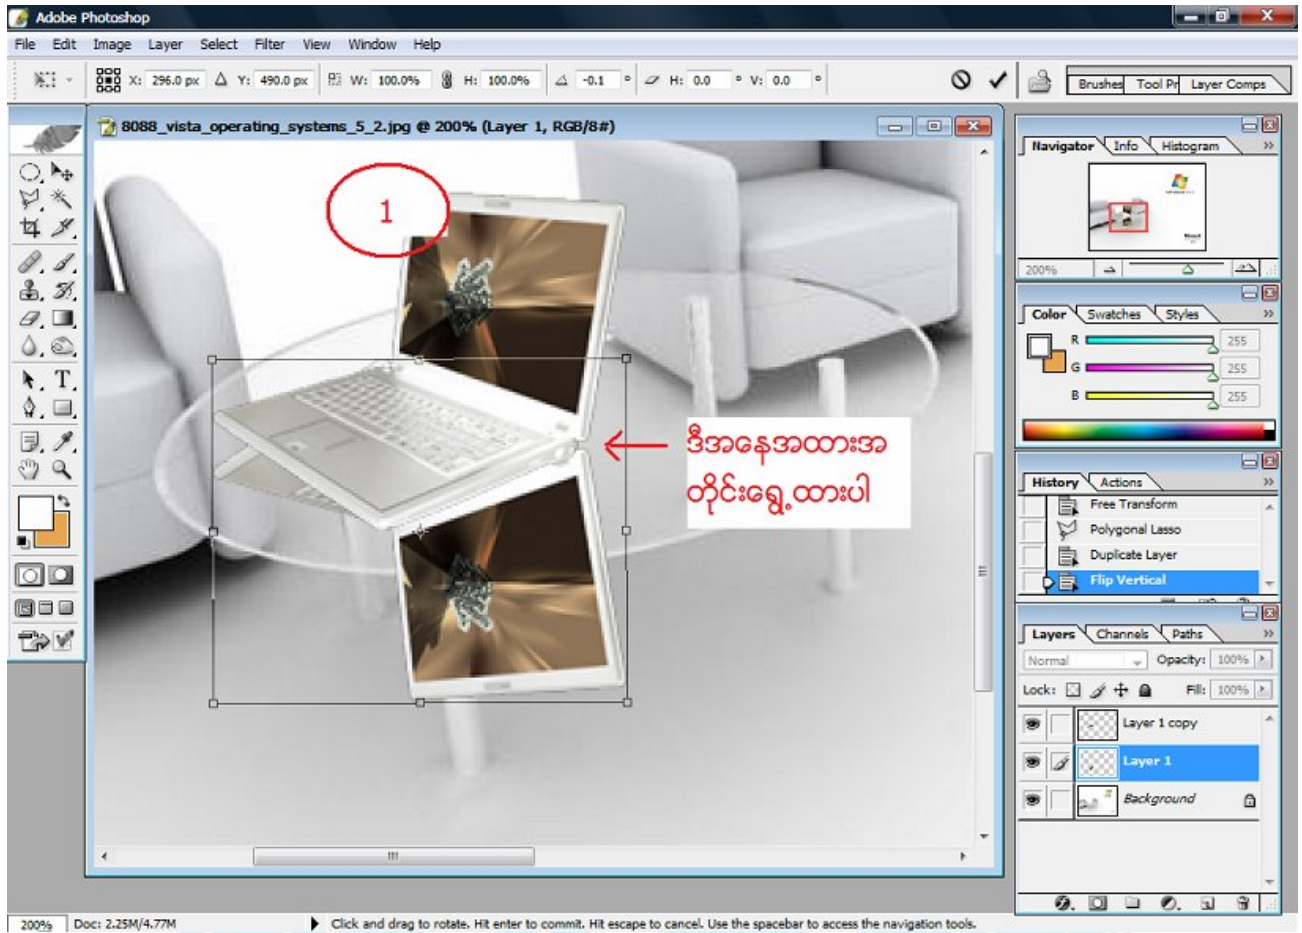 Adobe Photoshop
File Edit Image Layer Select Filter View Window Help
X: 296.0 px Y: 490.0 px W: 100.0% H: 100.0% -0.1 ° H: 0.0 ° V: 0.0 °
Brushes Tool Pr Layer Comps
8088_vista_operating_systems_5_2.jpg @ 200% (Layer 1, RGB/8#)
1
ဒီအနေအထားအ
တိုင်းရွေ့ထားပါ
Navigator Info Histogram
200%
Color Swatches Styles
R 255
G 255
B 255
History Actions
Free Transform
Polygonal Lasso
Duplicate Layer
Flip Vertical
Layers Channels Paths
Normal Opacity: 100%
Lock: Fill: 100%
Layer 1 copy
Layer 1
Background
200% Doc: 2.25M/4.77M Click and drag to rotate. Hit enter to commit. Hit escape to cancel. Use the spacebar to access the navigation tools.